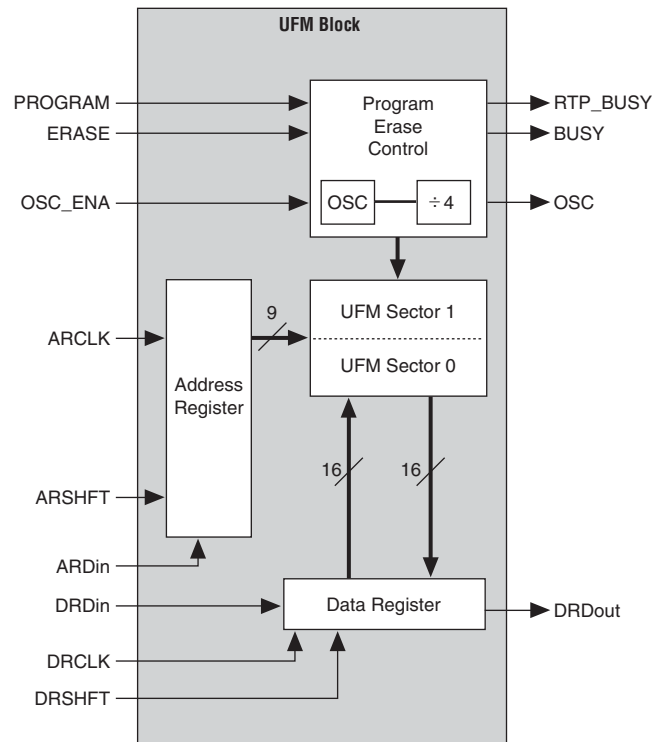 UFM Block
PROGRAM
ERASE
OSC_ENA
Program
Erase
Control
OSC
÷ 4
RTP_BUSY
BUSY
OSC
ARCLK
ARSHFT
ARDin
Address
Register
9
UFM Sector 1
UFM Sector 0
16
16
DRDin
DRCLK
DRSHFT
Data Register
DRDout